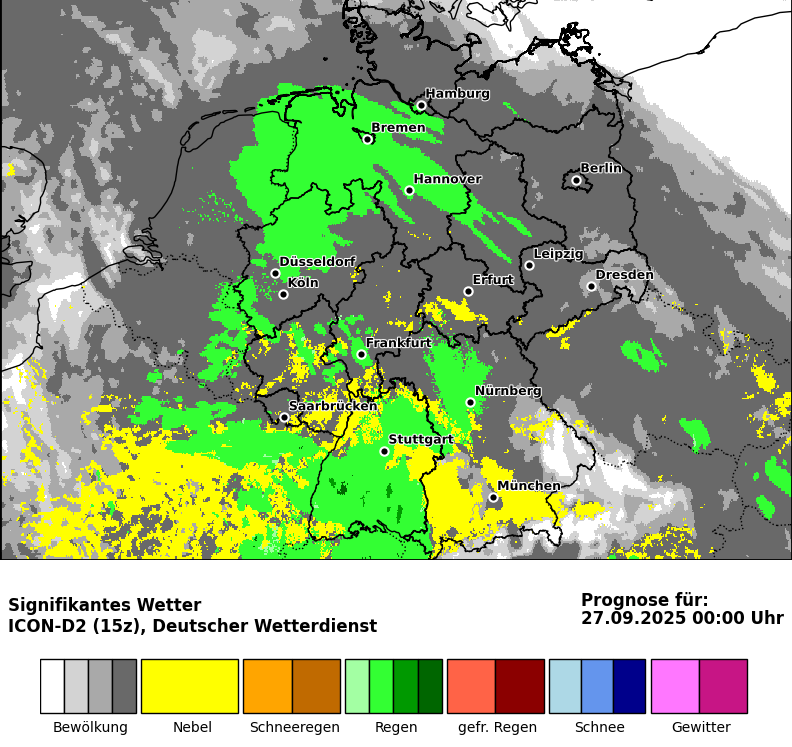 Hamburg
Bremen
Berlin
Hannover
Düsseldorf
Leipzig
Köln
Erfurt
Dresden
Frankfurt
Nürnberg
Saarbrücken
Stuttgart
München
Signifikantes Wetter
ICON-D2 (15z), Deutscher Wetterdienst
Prognose für:
27.09.2025 00:00 Uhr
Bewölkung
Nebel
Schneeregen
Regen
gefr. Regen
Schnee
Gewitter